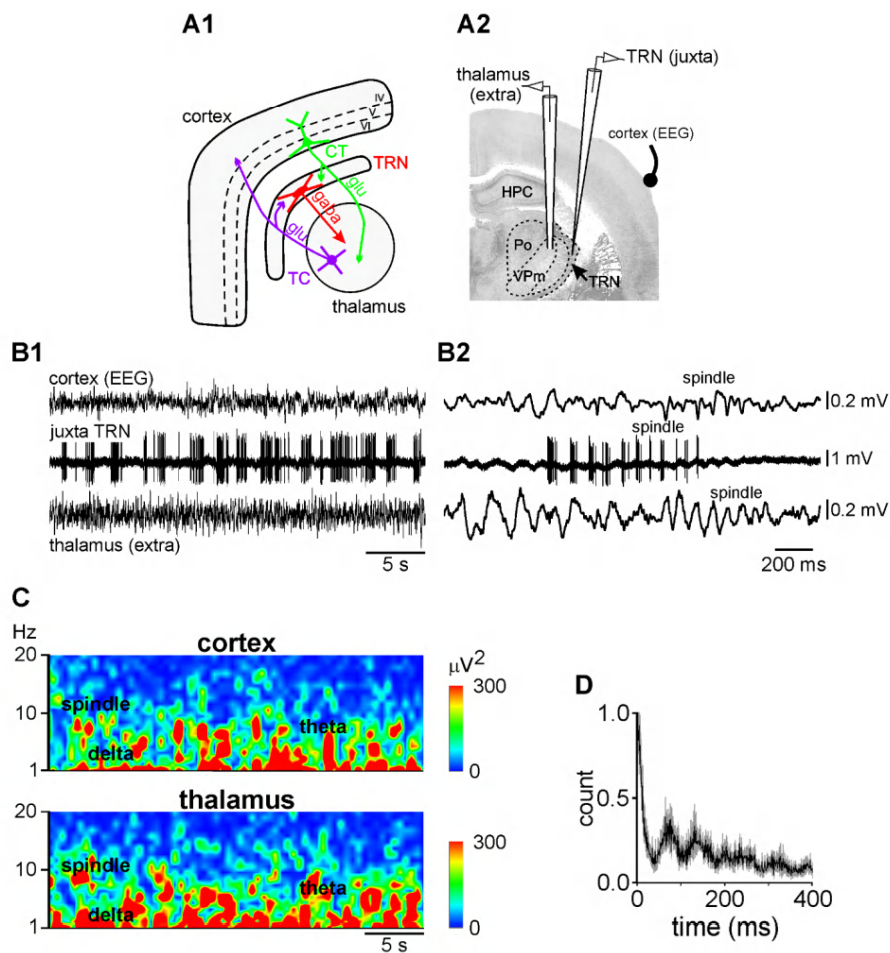 A1
cortex
IV
V
VI
CT
TRN
glu
gaba
glu
TC
thalamus
A2
TRN (juxta)
thalamus
(extra)
cortex (EEG)
HPC
Po
VPm
TRN
B1
cortex (EEG)
juxta TRN
thalamus (extra)
5 s
B2
spindle
0.2 mV
spindle
1 mV
spindle
0.2 mV
200 ms
C
Hz
cortex
20
10
1
spindle
delta
theta
μV2
300
0
thalamus
20
10
1
spindle
delta
theta
300
0
5 s
D
count
1.0
0.5
0.0
0
200
400
time (ms)